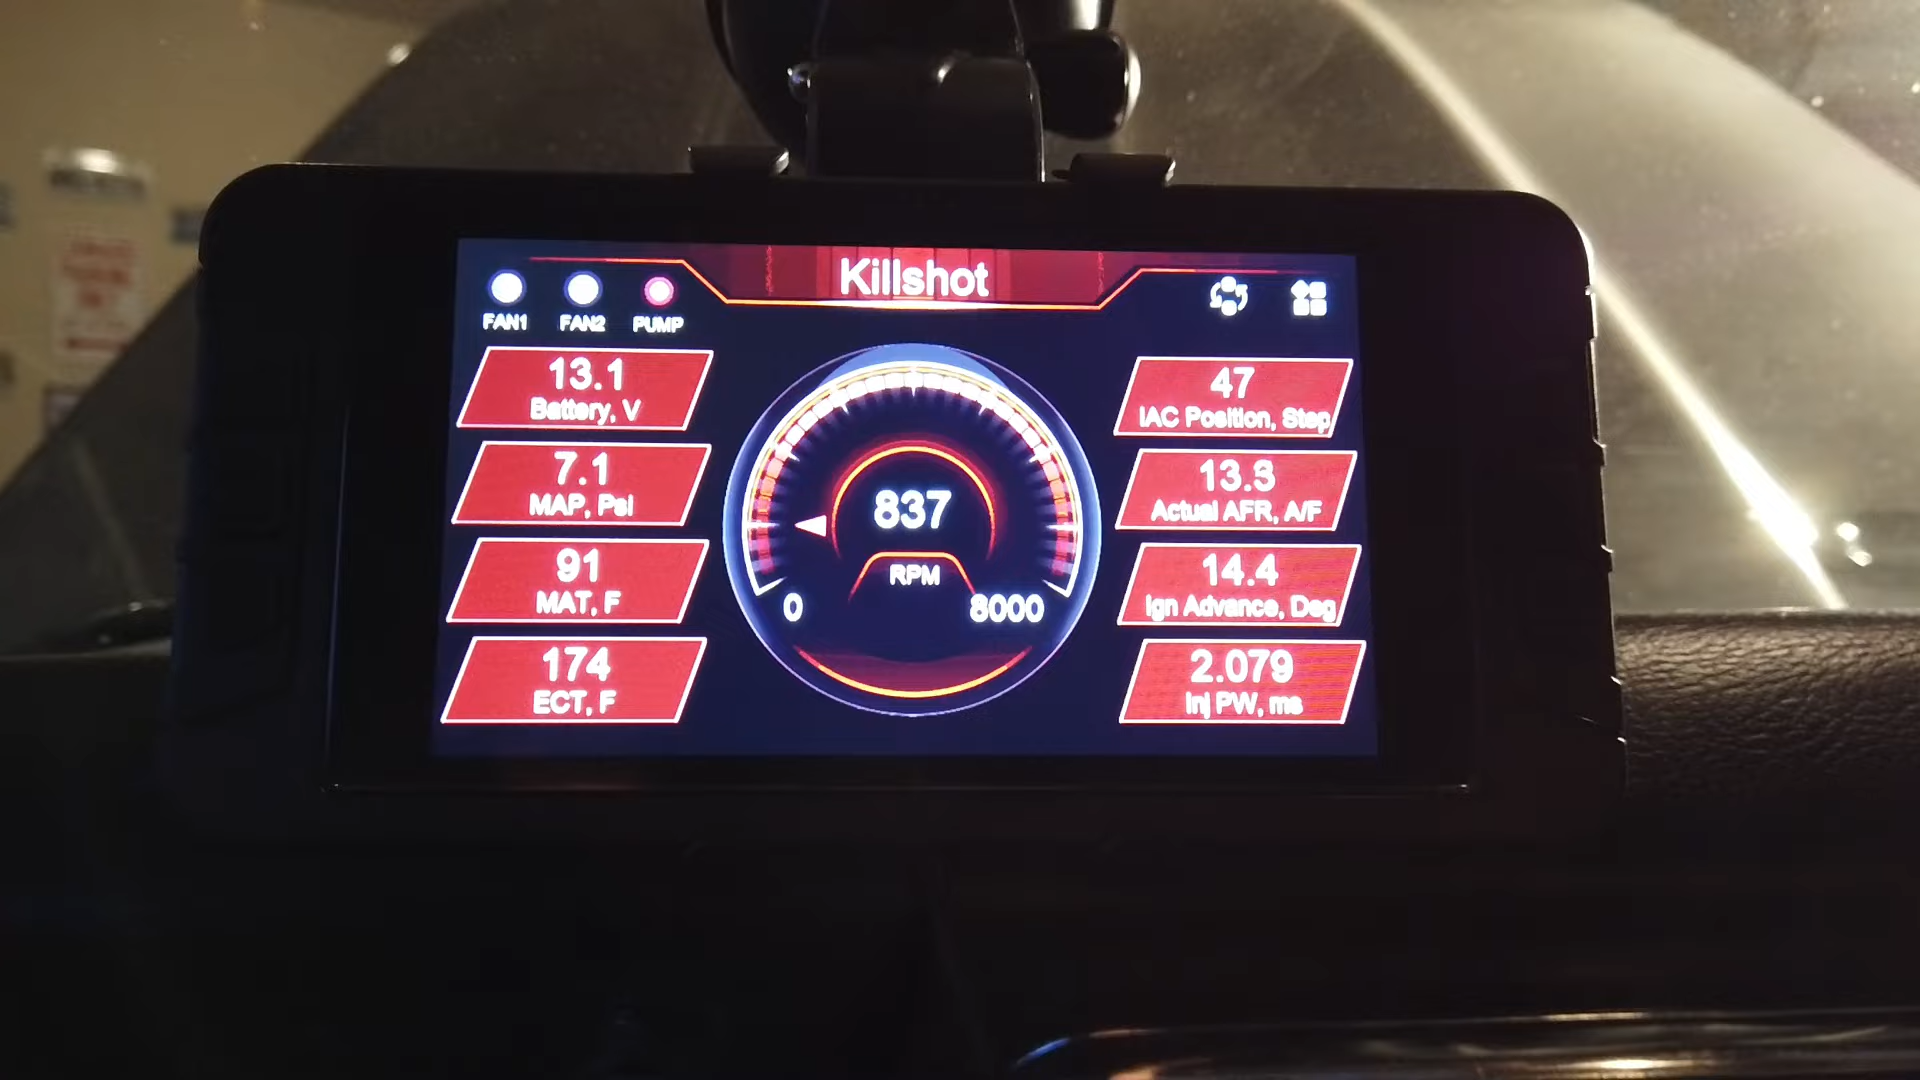 Killshot
FAN1 FAN2 PUMP
13.1
Battery, V
7.1
MAP, Psi
91
MAT, F
174
ECT, F
837
RPM
0 8000
47
IAC Position, Step
13.3
Actual AFR, A/F
14.4
Ign Advance, Deg
2.079
Inj PW, ms